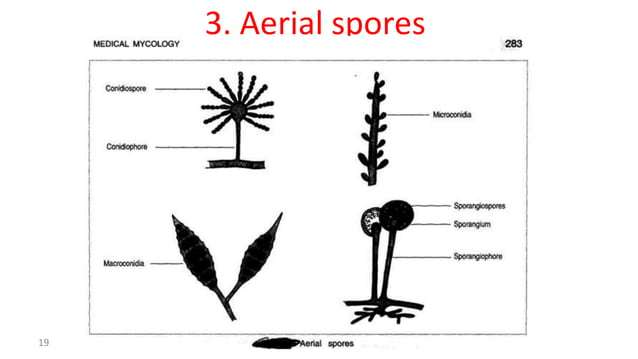 3. Aerial spores
MEDICAL MYCOLOGY
283
Conidiospore
Conidiophore
Microconidia
Macroconidia
Sporangiospores
Sporangium
Sporangiophore
Aerial spores
19